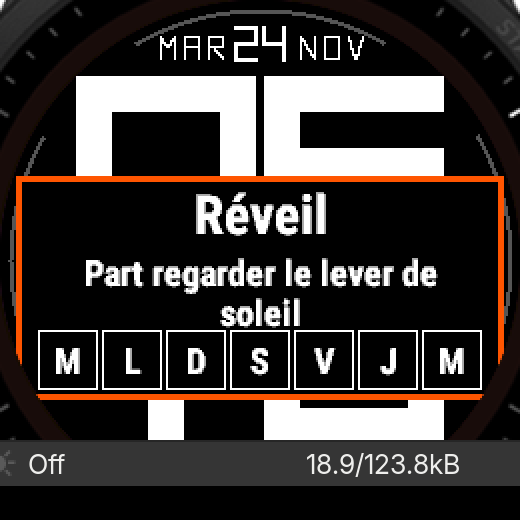 MAR 24 NOV
Réveil
Part regarder le lever de
soleil
M L D S V J M
Off 18.9/123.8kB